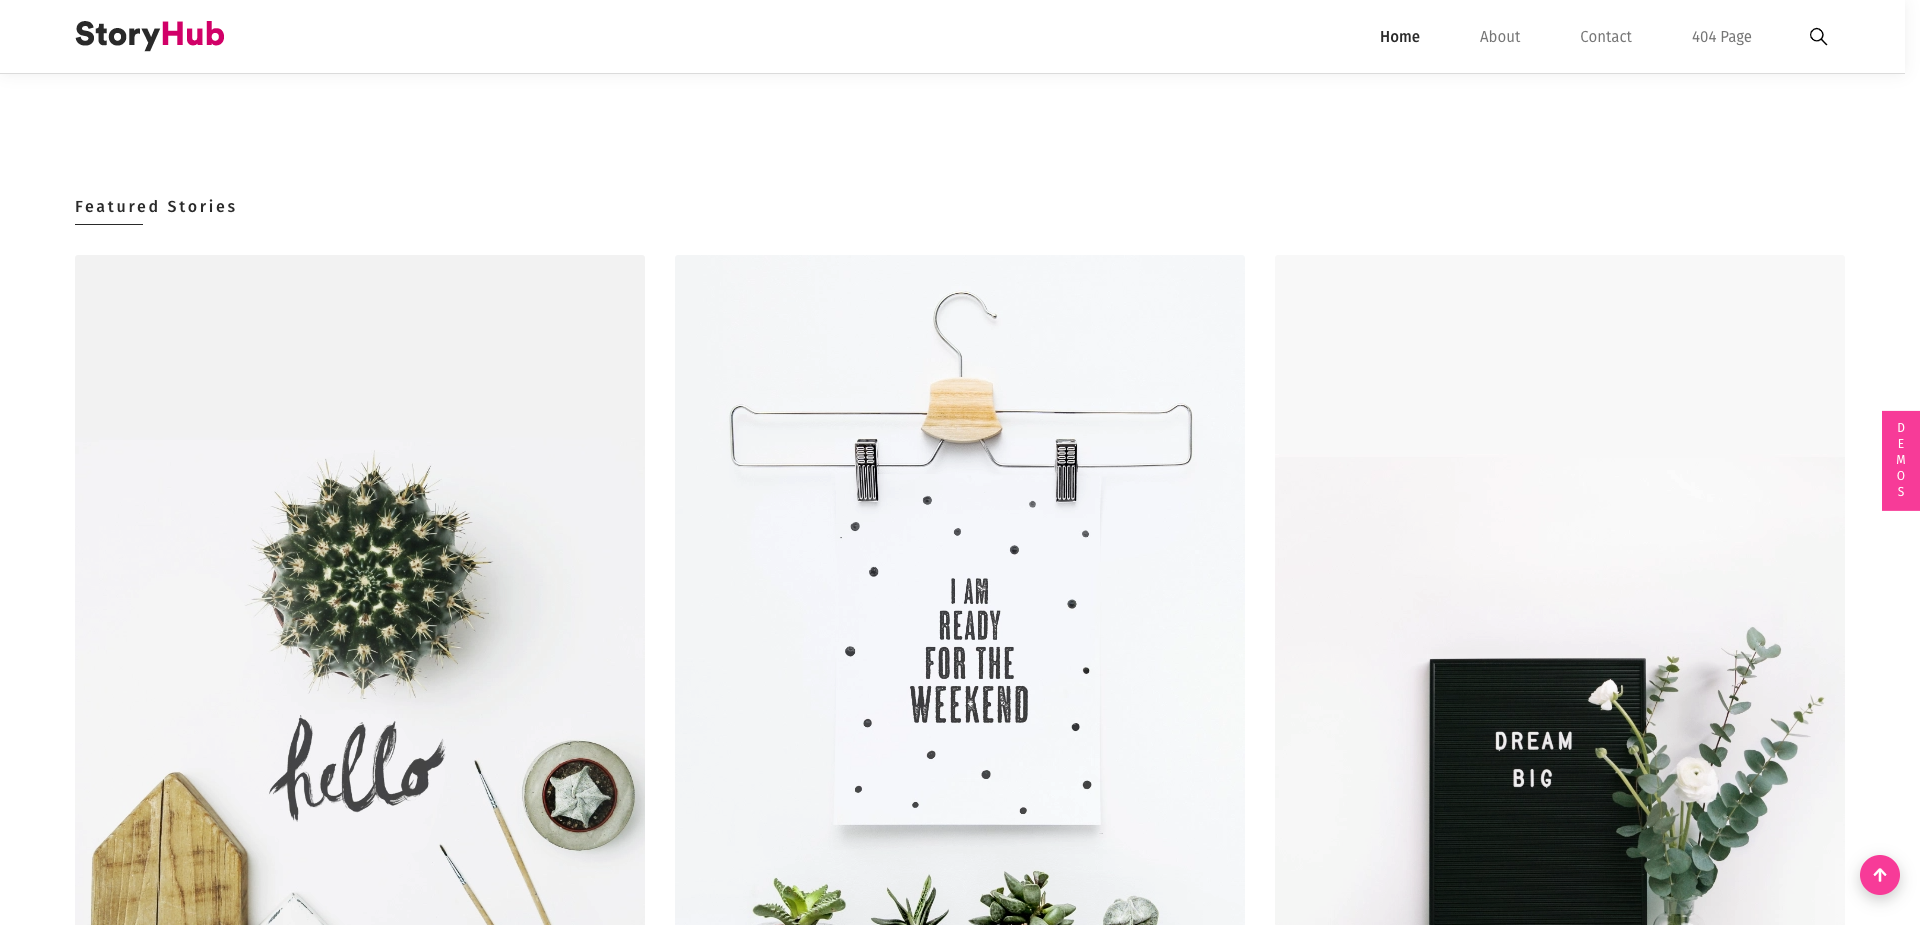 StoryHub
Home
About
Contact
404 Page
Featured Stories
hello
I AM
READY
FOR THE
WEEKEND
DREAM
BIG
DEMOS